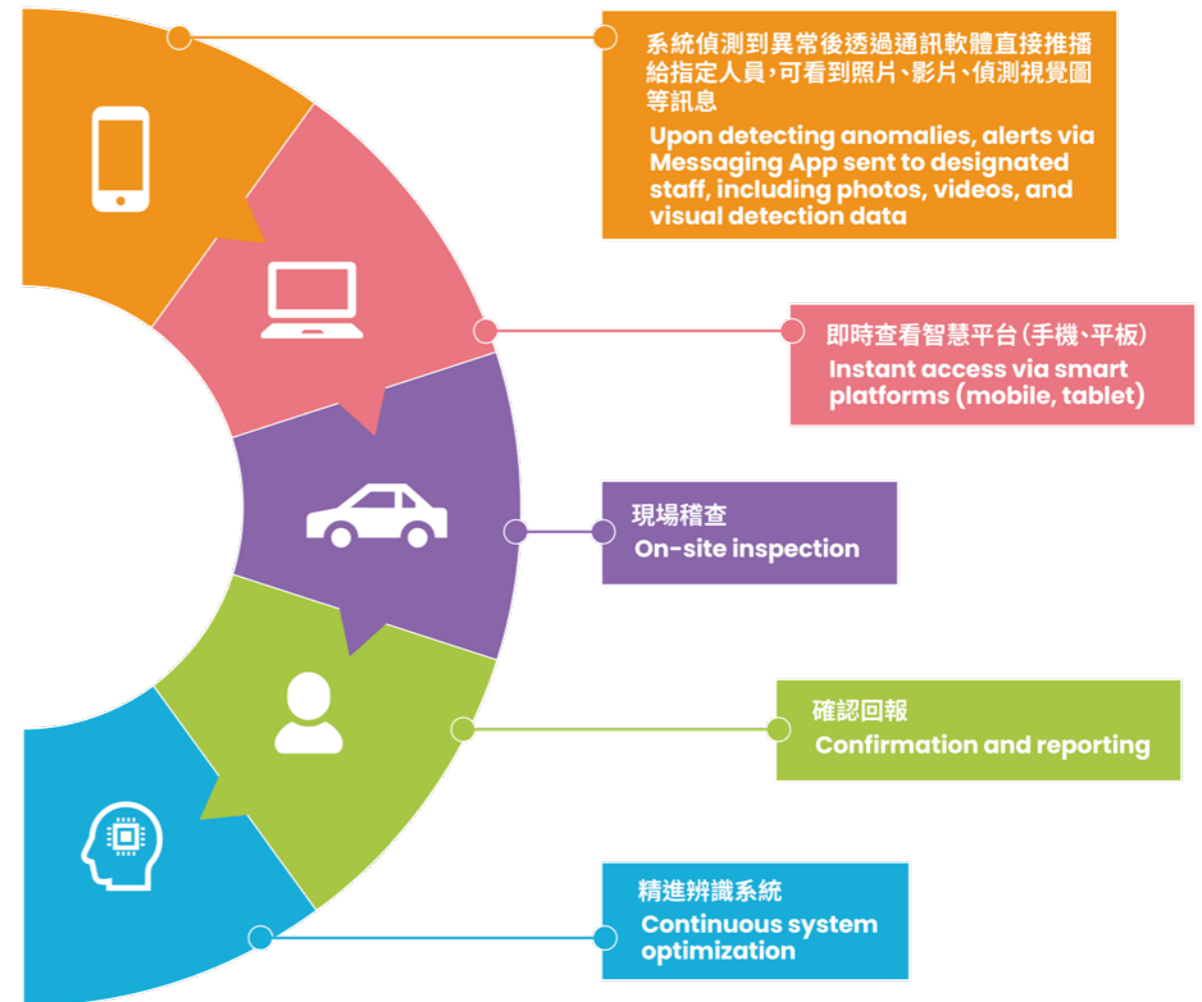 系統偵測到異常後透過通訊軟體直接推播
給指定人員，可看到照片、影片、偵測視覺圖
等訊息
Upon detecting anomalies, alerts via
Messaging App sent to designated
staff, including photos, videos, and
visual detection data
即時查看智慧平台（手機、平板）
Instant access via smart
platforms (mobile, tablet)
現場稽查
On-site inspection
確認回報
Confirmation and reporting
精進辨識系統
Continuous system
optimization